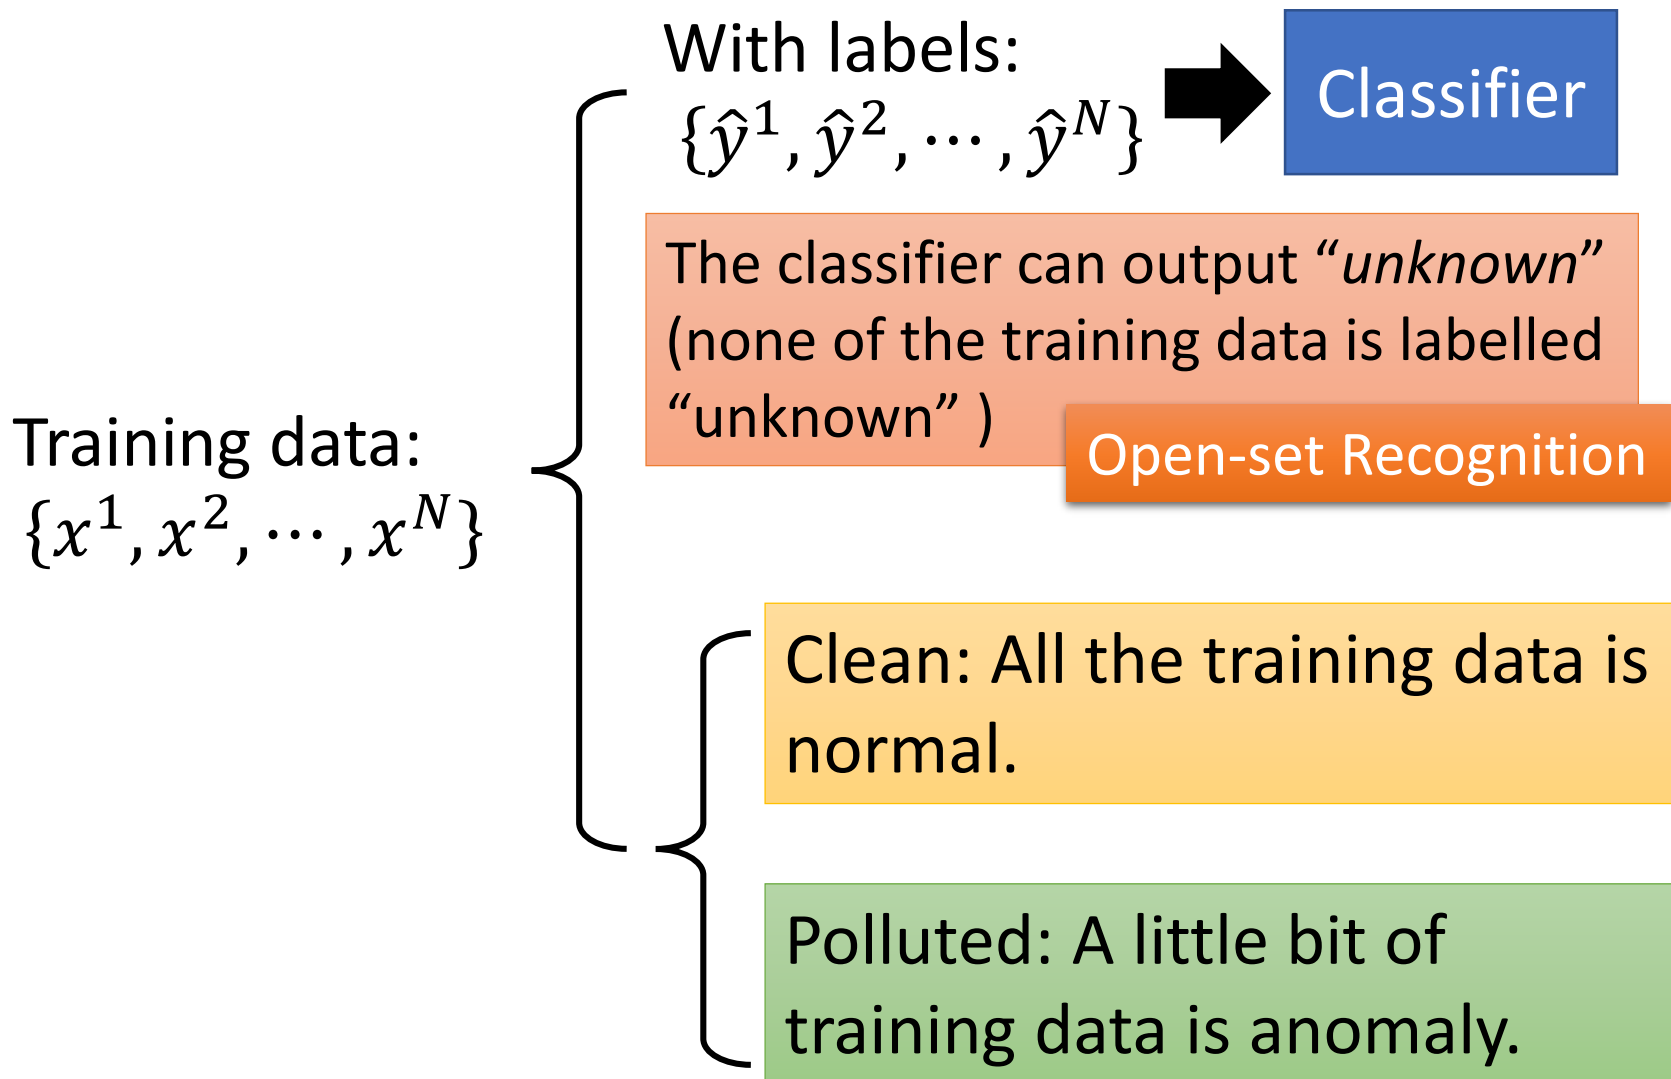 With labels:
{ŷ¹, ŷ², ⋯, ŷᴺ}
Classifier
The classifier can output “unknown”
(none of the training data is labelled
“unknown” )
Open-set Recognition
Training data:
{x¹, x², ⋯, xᴺ}
Clean: All the training data is
normal.
Polluted: A little bit of
training data is anomaly.